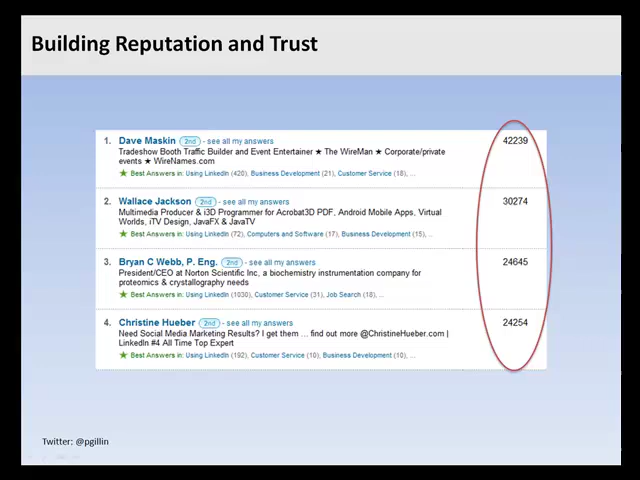 Building Reputation and Trust
1. Dave Maskin 2nd - see all my answers 42239
Tradeshow Booth Traffic Builder and Event Entertainer ★ The WireMan ★ Corporate/private
events ★ WireNames.com
★ Best Answers in: Using LinkedIn (420), Business Development (21), Customer Service (18), ...
2. Wallace Jackson 2nd - see all my answers 30274
Multimedia Producer & i3D Programmer for Acrobat3D PDF, Android Mobile Apps, Virtual
Worlds, iTV Design, JavaFX & JavaTV
★ Best Answers in: Using LinkedIn (72), Computers and Software (17), Business Development (15), ...
3. Bryan C Webb, P. Eng. 2nd - see all my answers 24645
President/CEO at Norton Scientific Inc, a biochemistry instrumentation company for
proteomics & crystallography needs
★ Best Answers in: Using LinkedIn (1030), Customer Service (31), Job Search (18), ...
4. Christine Hueber 2nd - see all my answers 24254
Need Social Media Marketing Results? I get them ... find out more @ChristineHueber.com |
LinkedIn #4 All Time Top Expert
★ Best Answers in: Using LinkedIn (192), Customer Service (10), Business Development (10), ...
Twitter: @pgillin